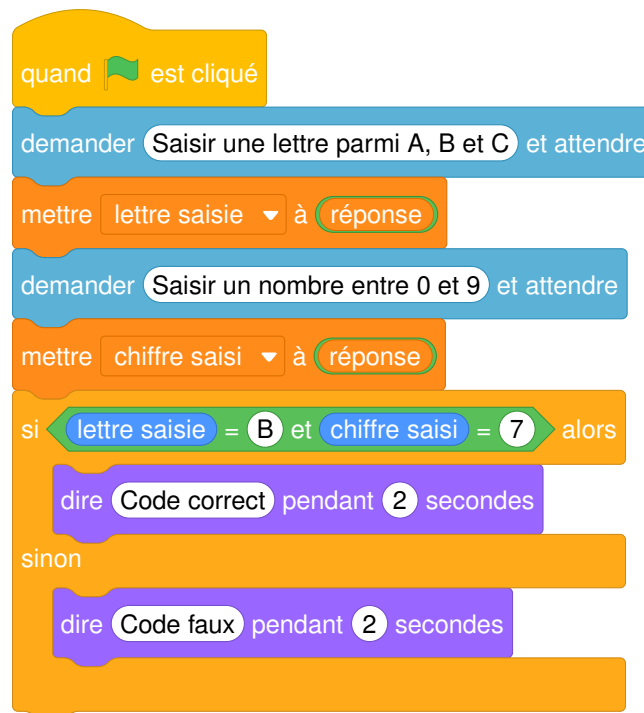 quand est cliqué
demander Saisir une lettre parmi A, B et C et attendre
mettre lettre saisie à réponse
demander Saisir un nombre entre 0 et 9 et attendre
mettre chiffre saisi à réponse
si lettre saisie = B et chiffre saisi = 7 alors
dire Code correct pendant 2 secondes
sinon
dire Code faux pendant 2 secondes